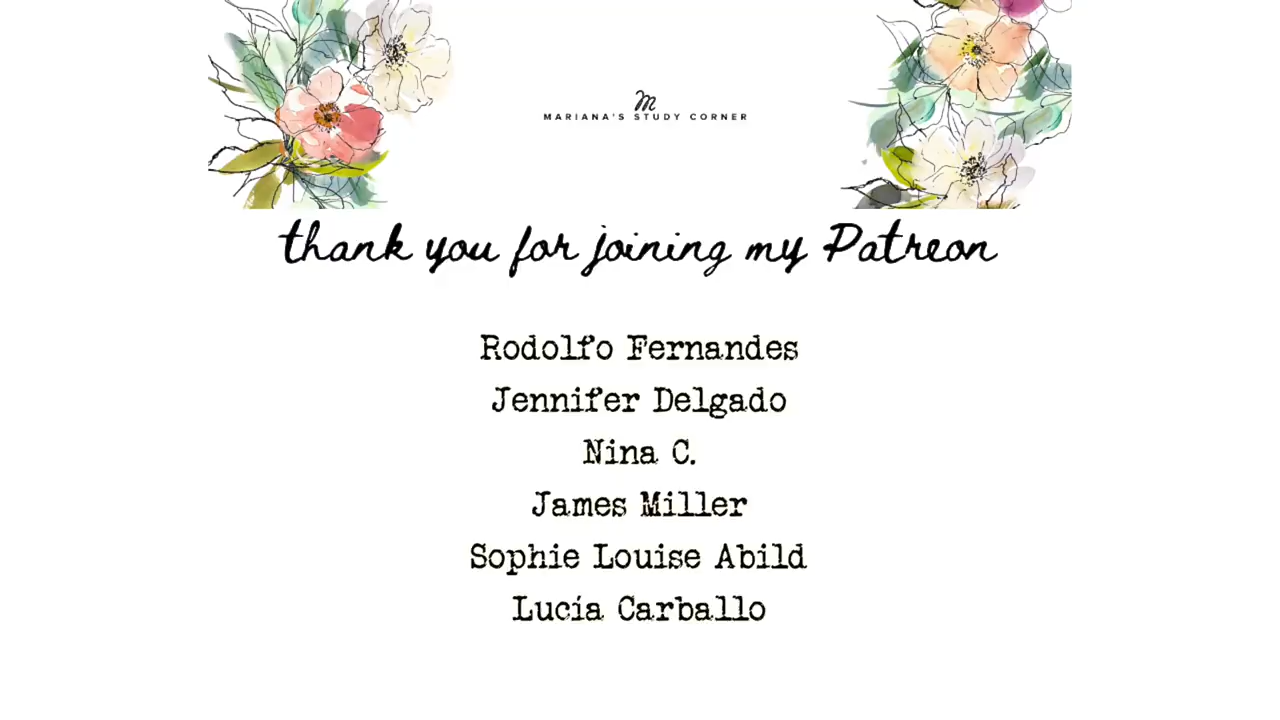 M
MARIANA'S STUDY CORNER
thank you for joining my Patreon
Rodolfo Fernandes
Jennifer Delgado
Nina C.
James Miller
Sophie Louise Abild
Lucía Carballo